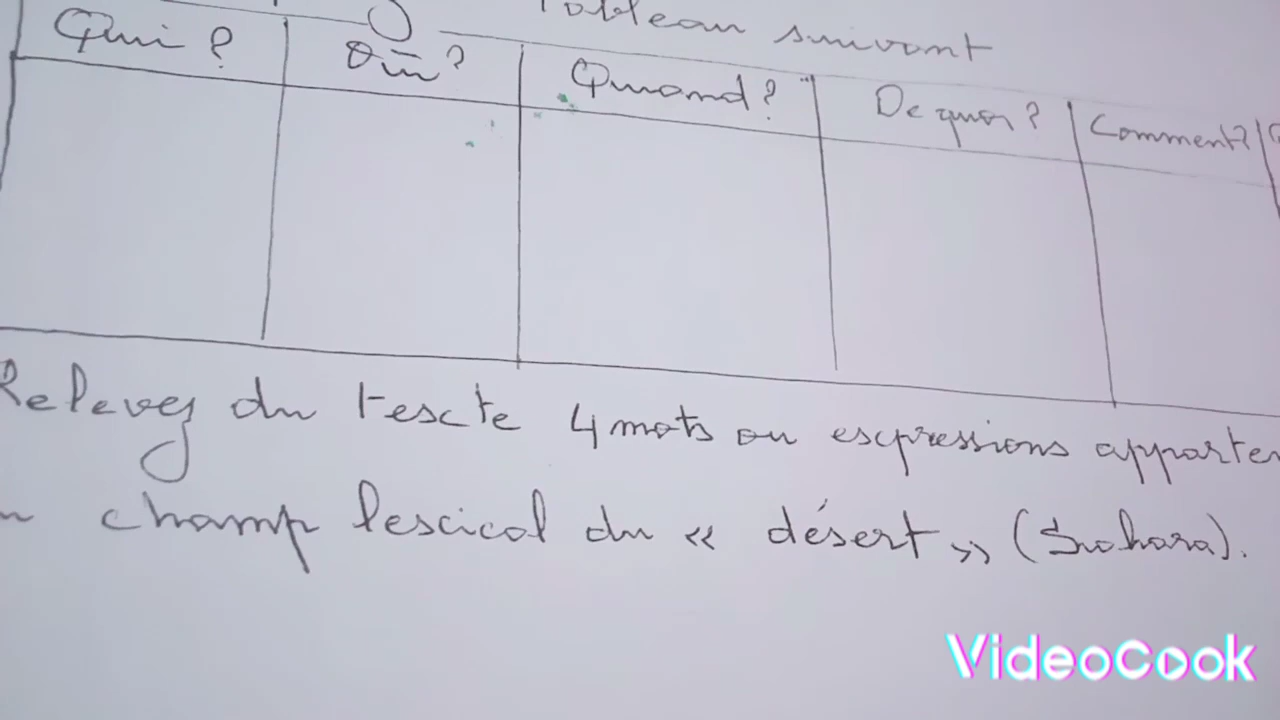 Tableau suivant
Qui ? Où ? Quand ? De quoi ? Comment ?
Relevez du texte 4 mots ou expressions apparten
champ lexical du « désert » (Sahara).
VideoCook